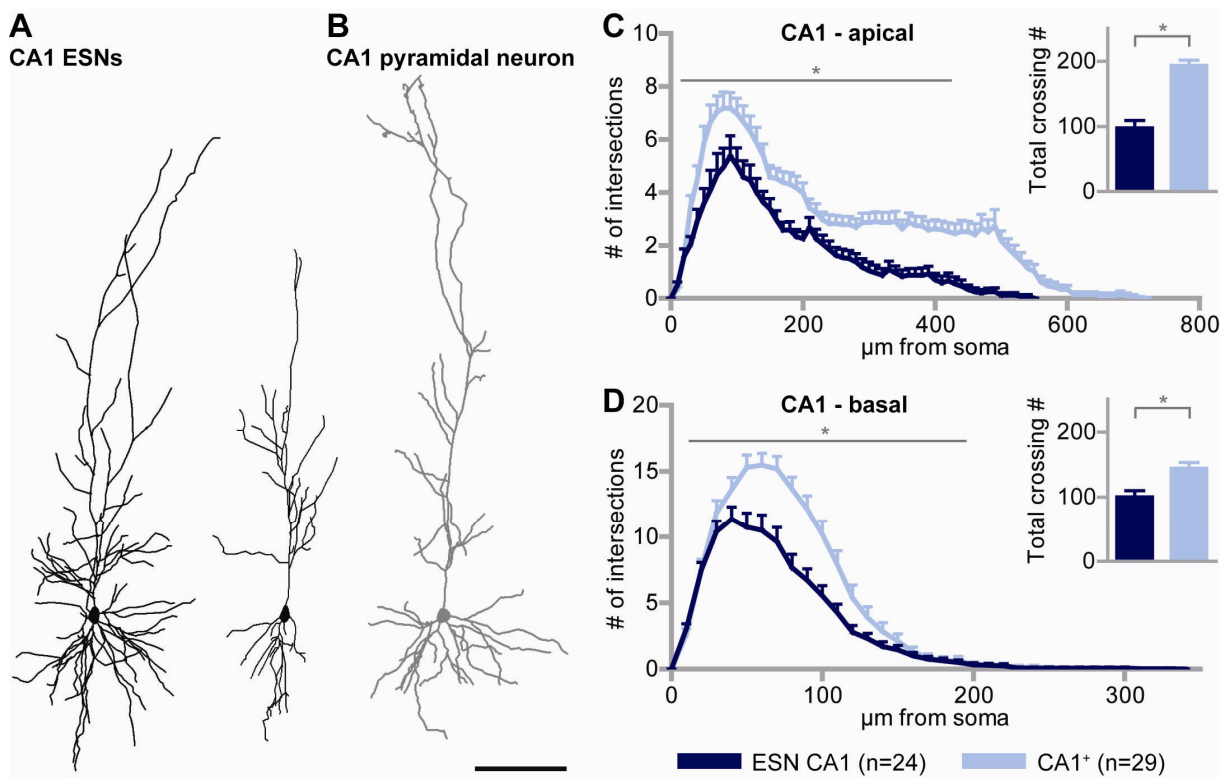 A
CA1 ESNs
B
CA1 pyramidal neuron
C
CA1 - apical
# of intersections
10
8
6
4
2
0
*
0 200 400 600 800
µm from soma
Total crossing #
200
100
0
*
D
CA1 - basal
# of intersections
20
15
10
5
0
*
0 100 200 300
µm from soma
Total crossing #
200
100
0
*
ESN CA1 (n=24) CA1⁺ (n=29)